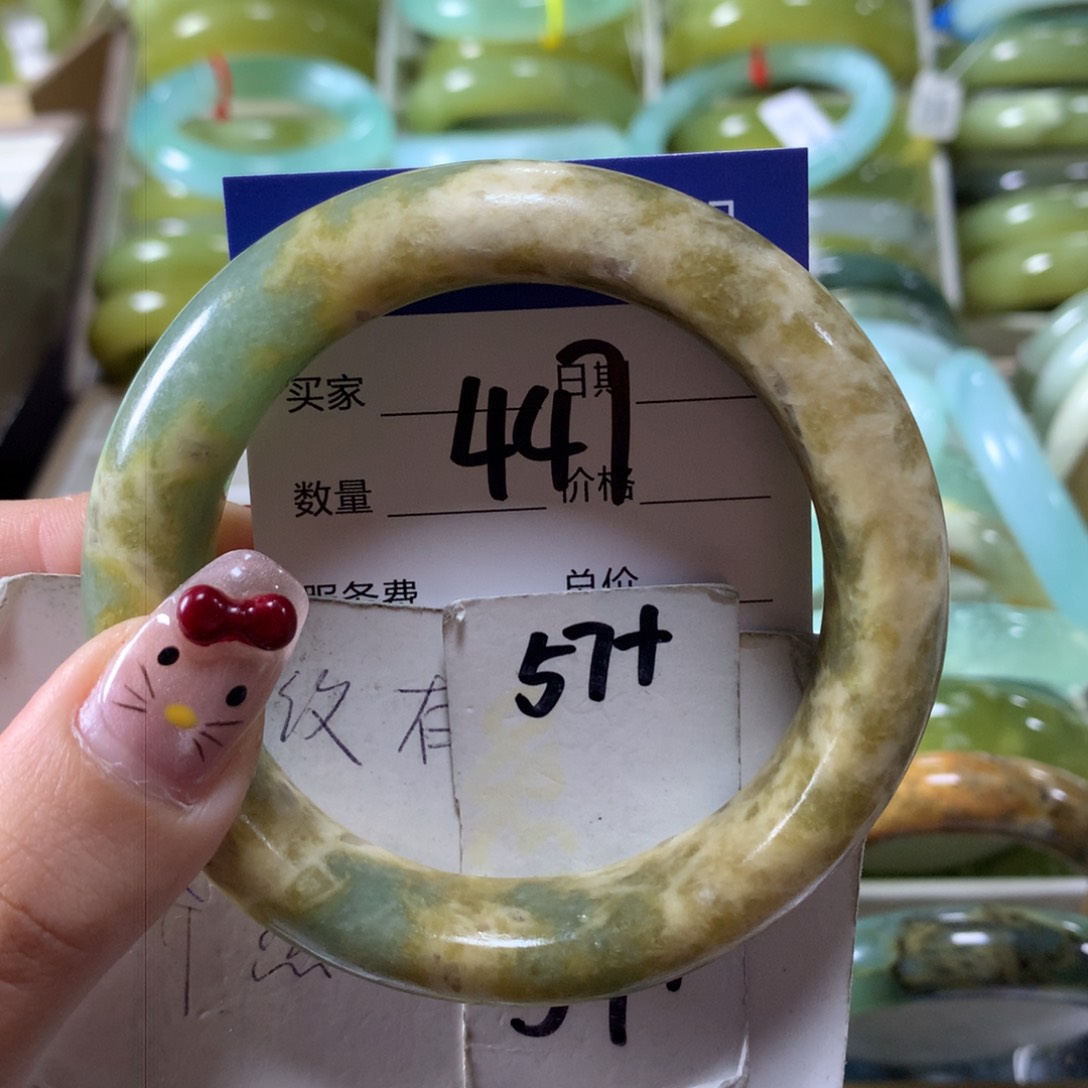 买家 日期
447
数量 价格
服务费 总价
57+
纹 有